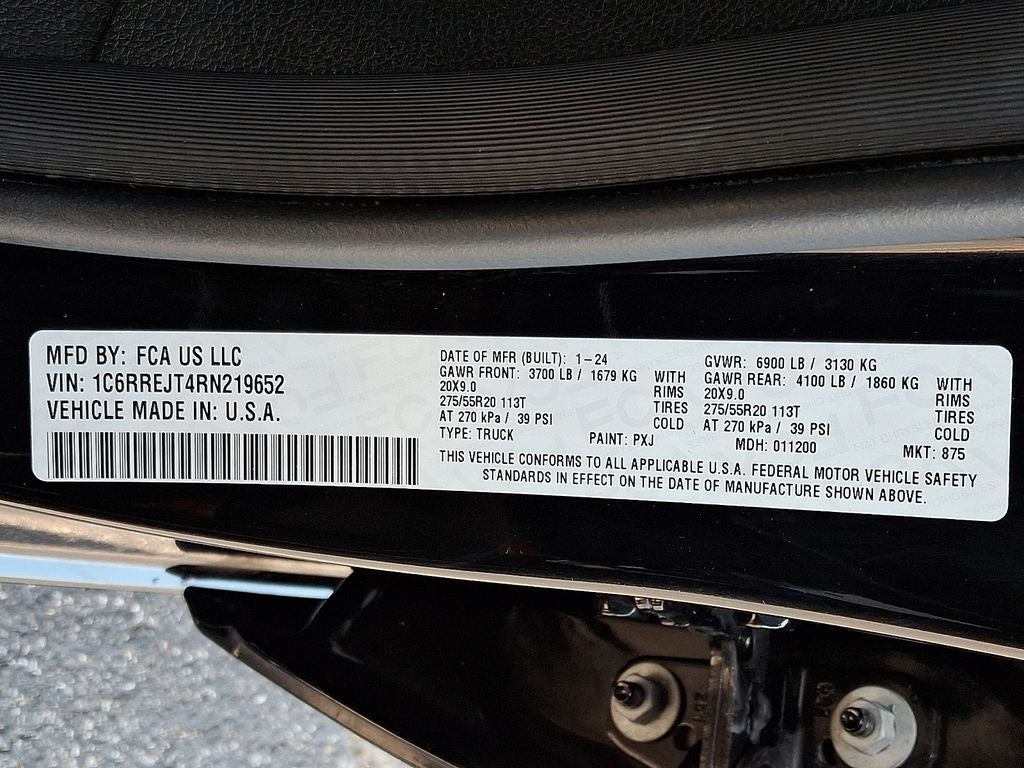 MFD BY: FCA US LLC
VIN: 1C6RREJT4RN219652
VEHICLE MADE IN: U.S.A.
DATE OF MFR (BUILT): 1-24
GAWR FRONT: 3700 LB / 1679 KG WITH
20X9.0 RIMS
275/55R20 113T TIRES
AT 270 kPa / 39 PSI COLD
TYPE: TRUCK PAINT: PXJ
GVWR: 6900 LB / 3130 KG
GAWR REAR: 4100 LB / 1860 KG WITH
20X9.0 RIMS
275/55R20 113T TIRES
AT 270 kPa / 39 PSI COLD
MDH: 011200 MKT: 875
THIS VEHICLE CONFORMS TO ALL APPLICABLE U.S.A. FEDERAL MOTOR VEHICLE SAFETY
STANDARDS IN EFFECT ON THE DATE OF MANUFACTURE SHOWN ABOVE.